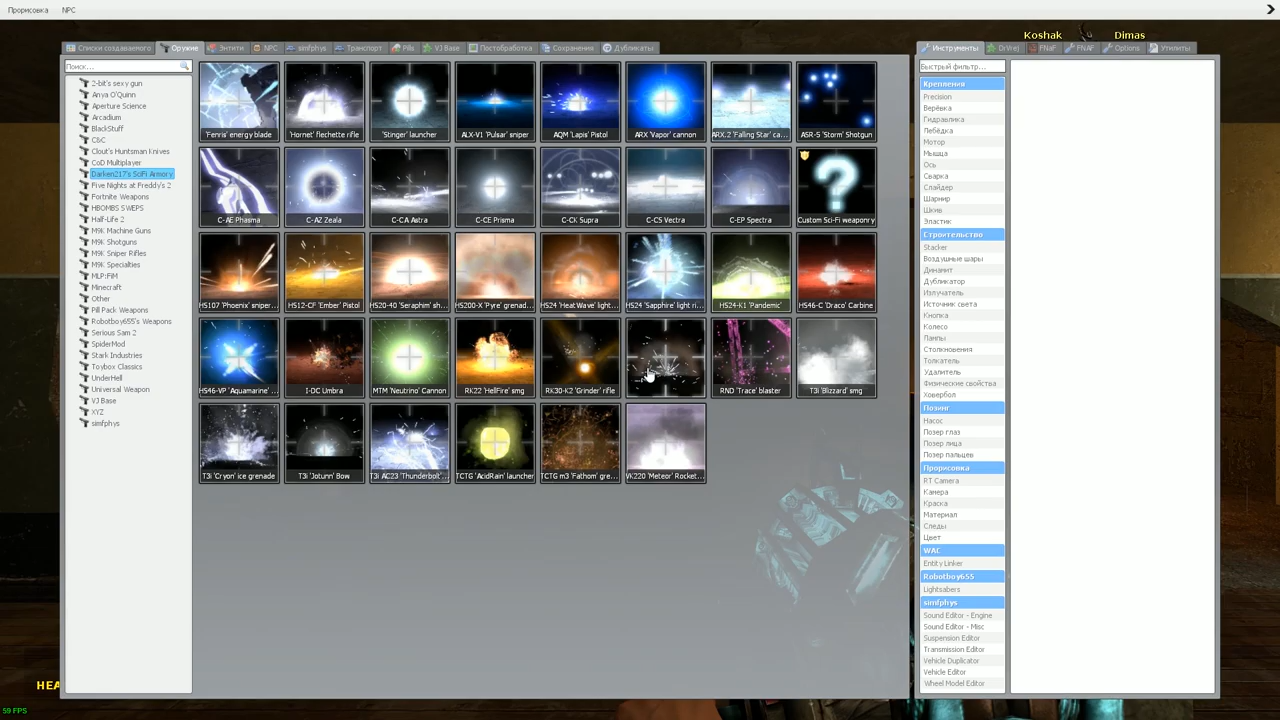 Прорисовка NPC
Koshak Dimas
Списки создаваемого Оружие Энтити NPC simfphys Транспорт Pills VJ Base Постобработка Сохранения Дубликаты
Инструменты DrVrej FNaF FNAF Options Утилиты
Поиск...
2-bit's sexy gun
Anya O'Quinn
Aperture Science
Arcadium
BlackStuff
C&C
Clout's Huntsman Knives
CoD Multiplayer
Darken217's SciFi Armory
Five Nights at Freddy's 2
Fortnite Weapons
HBOMBS SWEPS
Half-Life 2
M9K Machine Guns
M9K Shotguns
M9K Sniper Rifles
M9K Specialties
MLP:FiM
Minecraft
Other
Pill Pack Weapons
Robotboy655's Weapons
Serious Sam 2
SpiderMod
Stark Industries
Toybox Classics
UnderHell
Universal Weapon
VJ Base
XYZ
simfphys
'Fenris' energy blade 'Hornet' flechette rifle 'Stinger' launcher ALX-V1 'Pulsar' sniper AQM 'Lapis' Pistol ARX 'Vapor' cannon ARX.2 'Falling Star' ca... ASR-5 'Storm' Shotgun
C-AE Phasma C-AZ Zeala C-CA Astra C-CE Prisma C-CK Supra C-CS Vectra C-EP Spectra Custom Sci-Fi weaponry
HS107 'Phoenix' sniper... HS12-CF 'Ember' Pistol HS20-40 'Seraphim' sh... HS200-X 'Pyre' grenad... HS24 'HeatWave' light... HS24 'Sapphire' light ri... HS24-K1 'Pandemic' HS46-C 'Draco' Carbine
HS46-VP 'Aquamarine'... I-DC Umbra MTM 'Neutrino' Cannon RK22 'HellFire' smg RK30-K2 'Grinder' rifle RND 'Trace' blaster T3i 'Blizzard' smg
T3i 'Cryon' ice grenade T3i 'Jotunn' Bow T3i AC23 'Thunderbolt'... TCTG 'AcidRain' launcher TCTG m3 'Fathom' gre... VK220 'Meteor' Rocket...
Быстрый фильтр...
Крепления
Precision
Верёвка
Гидравлика
Лебёдка
Мотор
Мышца
Ось
Сварка
Слайдер
Шарнир
Шкив
Эластик
Строительство
Stacker
Воздушные шары
Динамит
Дубликатор
Излучатель
Источник света
Кнопка
Колесо
Лампы
Столкновения
Толкатель
Удалитель
Физические свойства
Ховербол
Позинг
Насос
Позер глаз
Позер лица
Позер пальцев
Прорисовка
RT Camera
Камера
Краска
Материал
Следы
Цвет
WAC
Entity Linker
Robotboy655
Lightsabers
simfphys
Sound Editor - Engine
Sound Editor - Misc
Suspension Editor
Transmission Editor
Vehicle Duplicator
Vehicle Editor
Wheel Model Editor
HEA
59 FPS